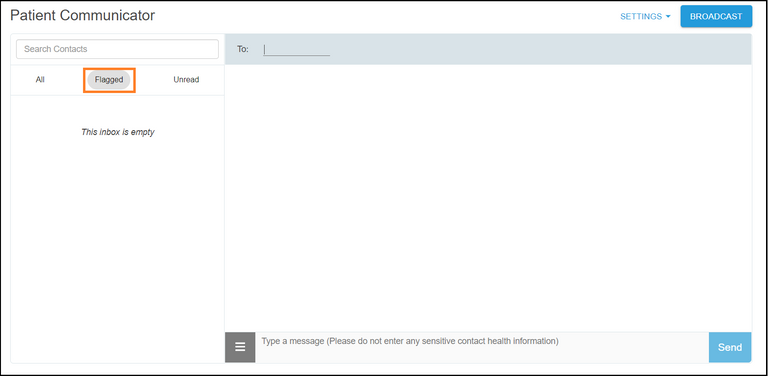 Patient Communicator
SETTINGS
BROADCAST
Search Contacts
All
Flagged
Unread
This inbox is empty
To:
Type a message (Please do not enter any sensitive contact health information)
Send